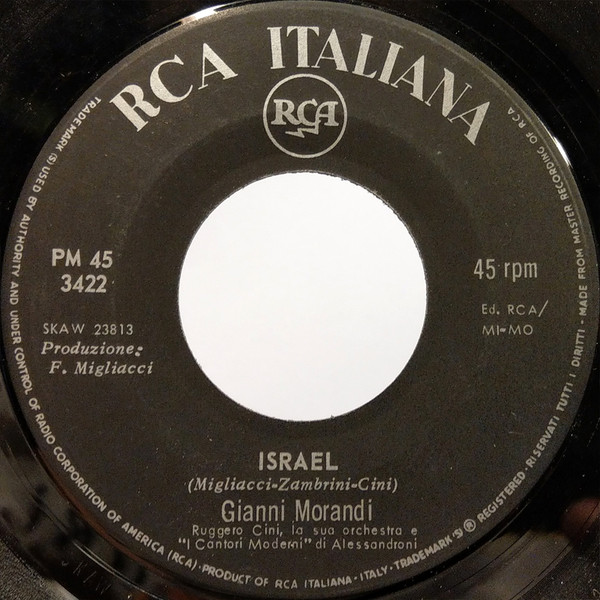 RCA ITALIANA
RCA
PM 45
3422
45 rpm
SKAW 23813
Produzione:
F. Migliacci
Ed. RCA/
MI-MO
ISRAEL
(Migliacci-Zambrini-Cini)
Gianni Morandi
Ruggero Cini, la sua orchestra e
"I Cantori Moderni" di Alessandroni
TRADEMARK (S) USED BY AUTHORITY AND UNDER CONTROL OF RADIO CORPORATION OF AMERICA (RCA) · PRODUCT OF RCA ITALIANA · ITALY · TRADEMARK (S) ® REGISTERED · RISERVATI TUTTI I DIRITTI · MADE FROM MASTER RECORDING OF RCA